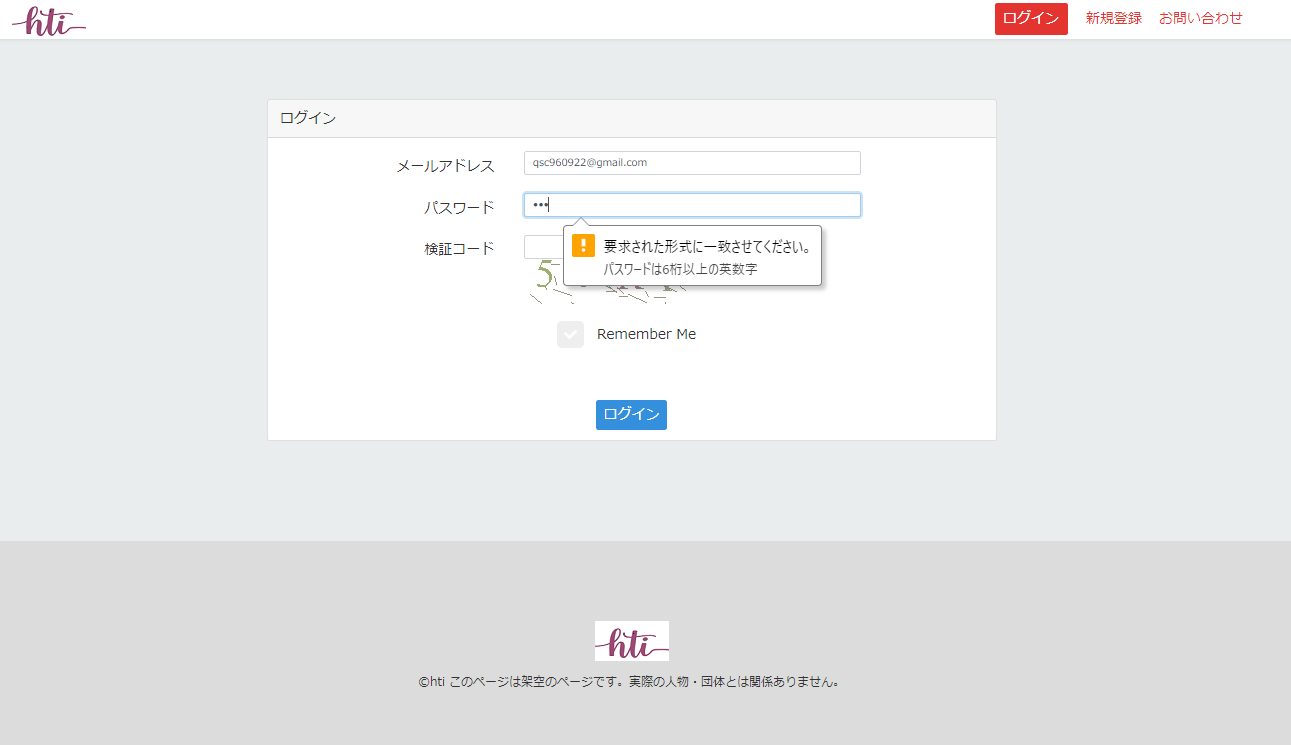 hti
ログイン 新規登録 お問い合わせ
ログイン
メールアドレス qsc960922@gmail.com
パスワード •••
要求された形式に一致させてください。
パスワードは6桁以上の英数字
検証コード
5
Remember Me
ログイン
hti
©hti このページは架空のページです。実際の人物・団体とは関係ありません。